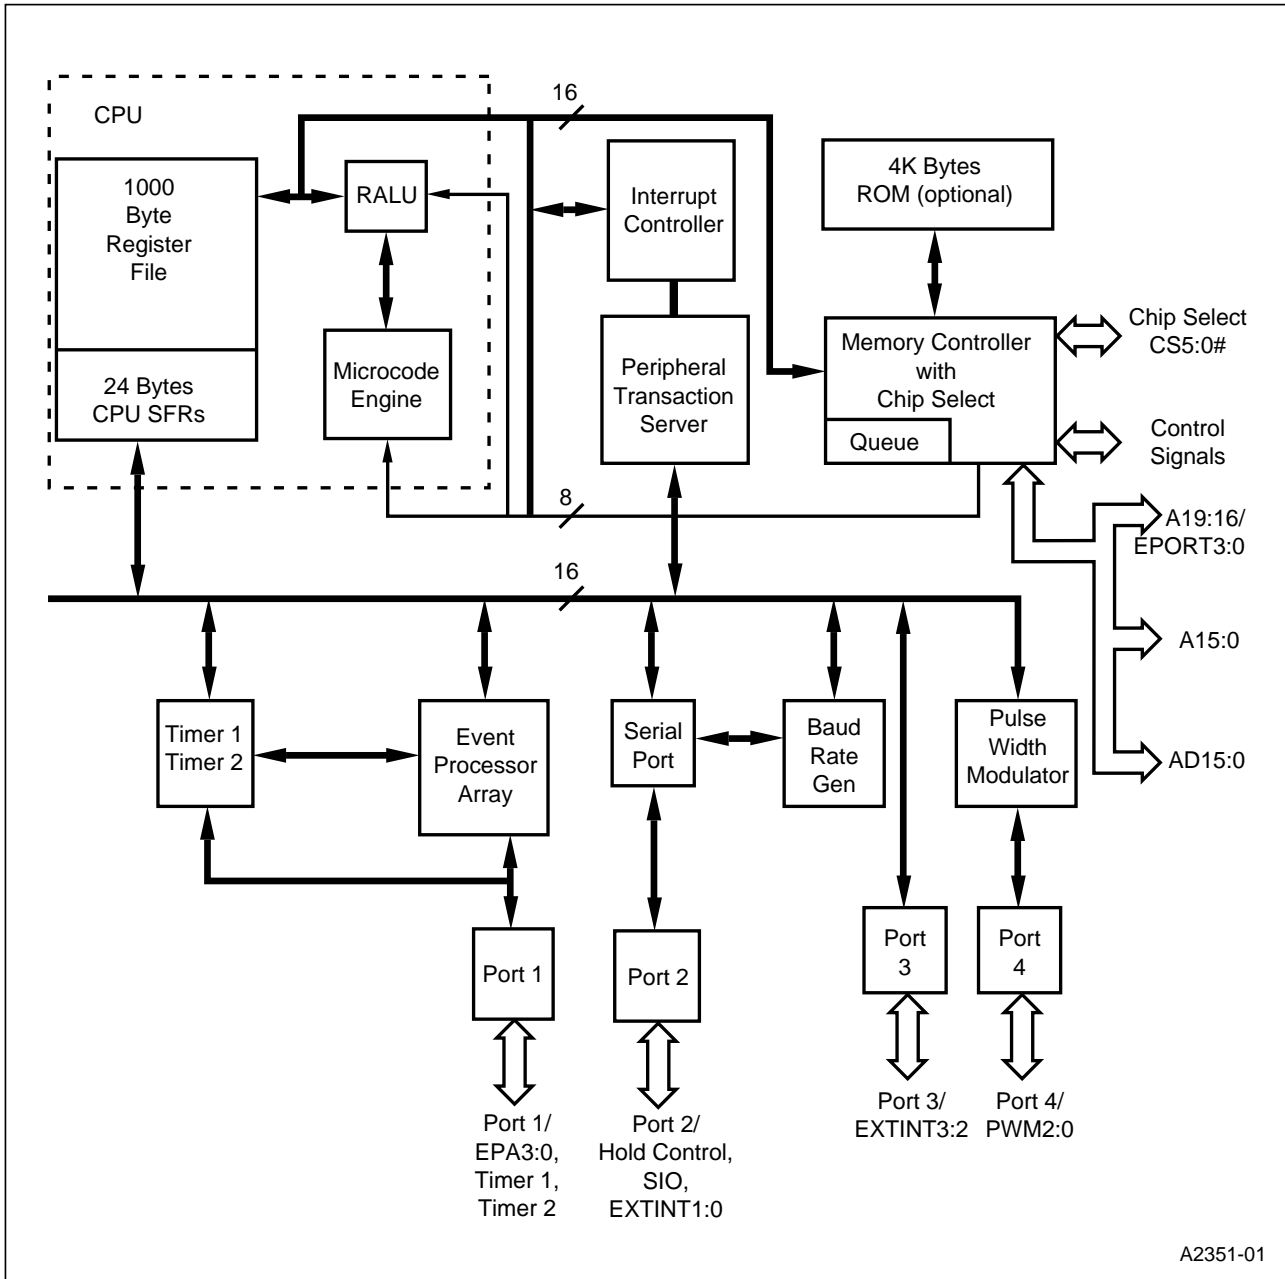 CPU
16
1000
Byte
Register
File
RALU
24 Bytes
CPU SFRs
Microcode
Engine
Interrupt
Controller
Peripheral
Transaction
Server
4K Bytes
ROM (optional)
Memory Controller
with
Chip Select
Queue
Chip Select
CS5:0#
Control
Signals
8
A19:16/
EPORT3:0
16
A15:0
AD15:0
Timer 1
Timer 2
Event
Processor
Array
Serial
Port
Baud
Rate
Gen
Pulse
Width
Modulator
Port 1
Port 2
Port
3
Port
4
Port 1/
EPA3:0,
Timer 1,
Timer 2
Port 2/
Hold Control,
SIO,
EXTINT1:0
Port 3/
EXTINT3:2
Port 4/
PWM2:0
A2351-01